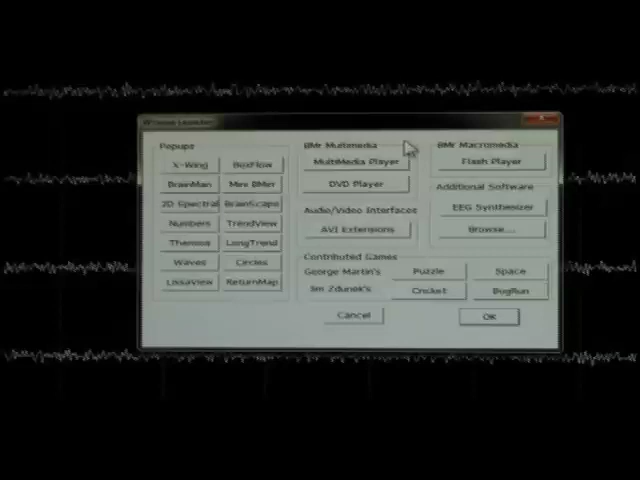 Popups
X-Wing BoxFlow
BrainMan Mini BMer
2D Spectral BrainScape
Numbers TrendView
Thermos LongTrend
Waves Circles
LissaView ReturnMap
BMr Multimedia
MultiMedia Player
DVD Player
Audio/Video Interfaces
AVI Extensions
BMr Macromedia
Flash Player
Additional Software
EEG Synthesizer
Browse...
Contributed Games
George Martin's Puzzle Space
Jim Zdunek's Cricket BugRun
Cancel OK